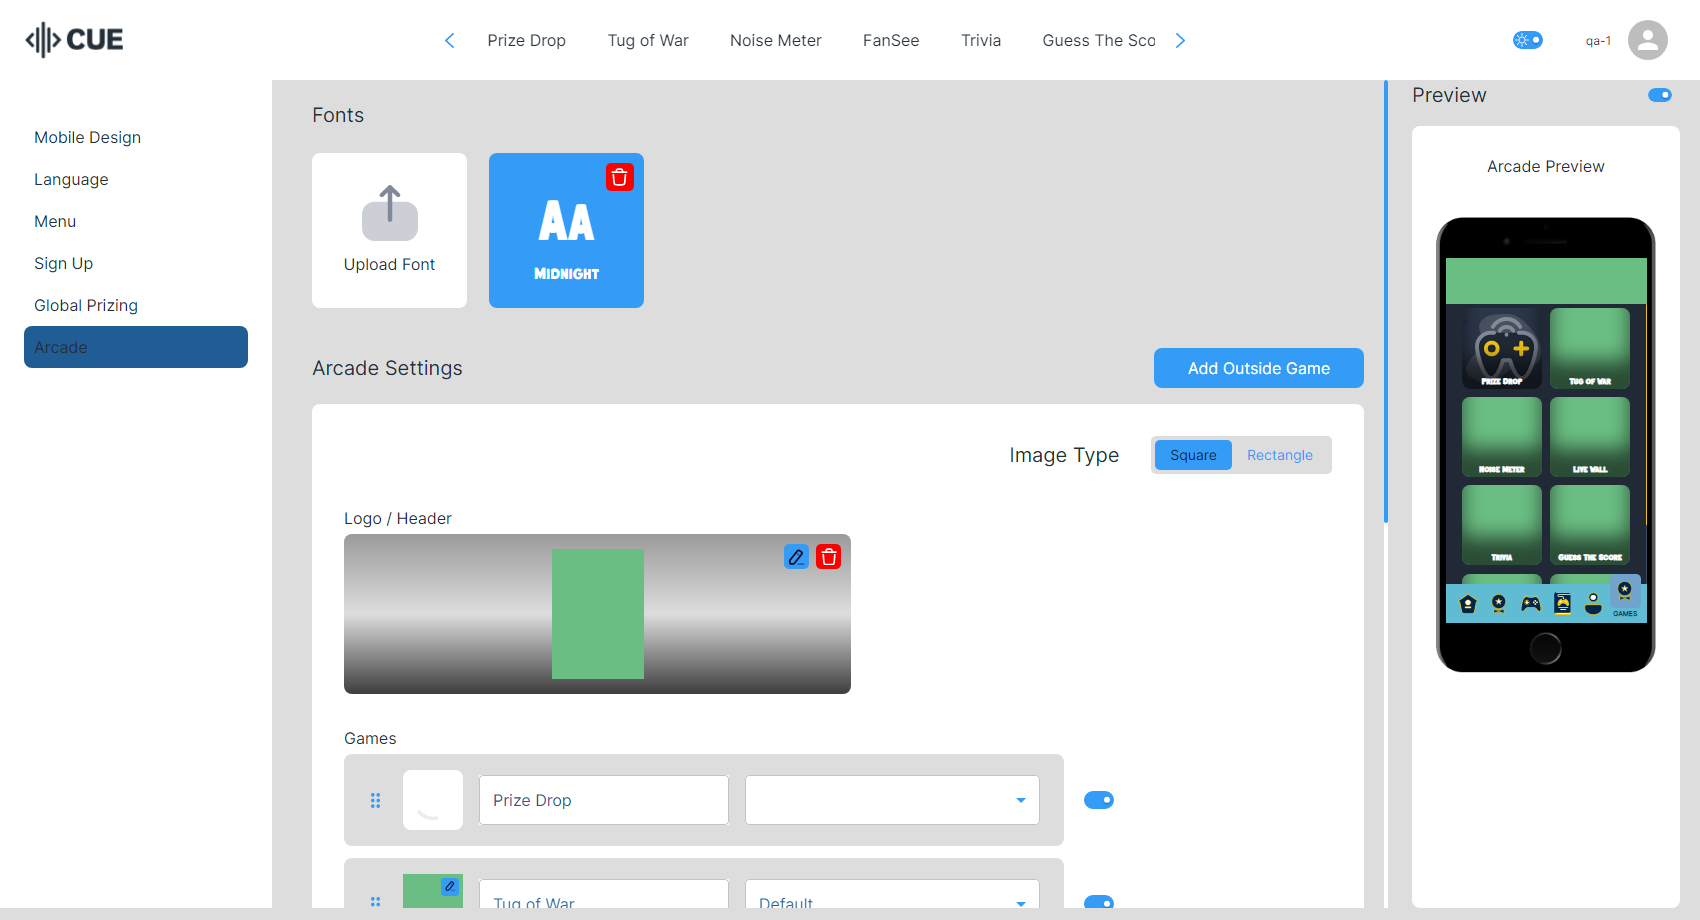 CUE
Prize Drop
Tug of War
Noise Meter
FanSee
Trivia
Guess The Sco
qa-1
Mobile Design
Language
Menu
Sign Up
Global Prizing
Arcade
Fonts
Upload Font
AA
MIDNIGHT
Arcade Settings
Add Outside Game
Image Type
Square
Rectangle
Logo / Header
Games
Prize Drop
Tug of War
Default
Preview
Arcade Preview
PRIZE DROP
TUG OF WAR
NOISE METER
LIVE WALL
TRIVIA
GUESS THE SCORE
GAMES